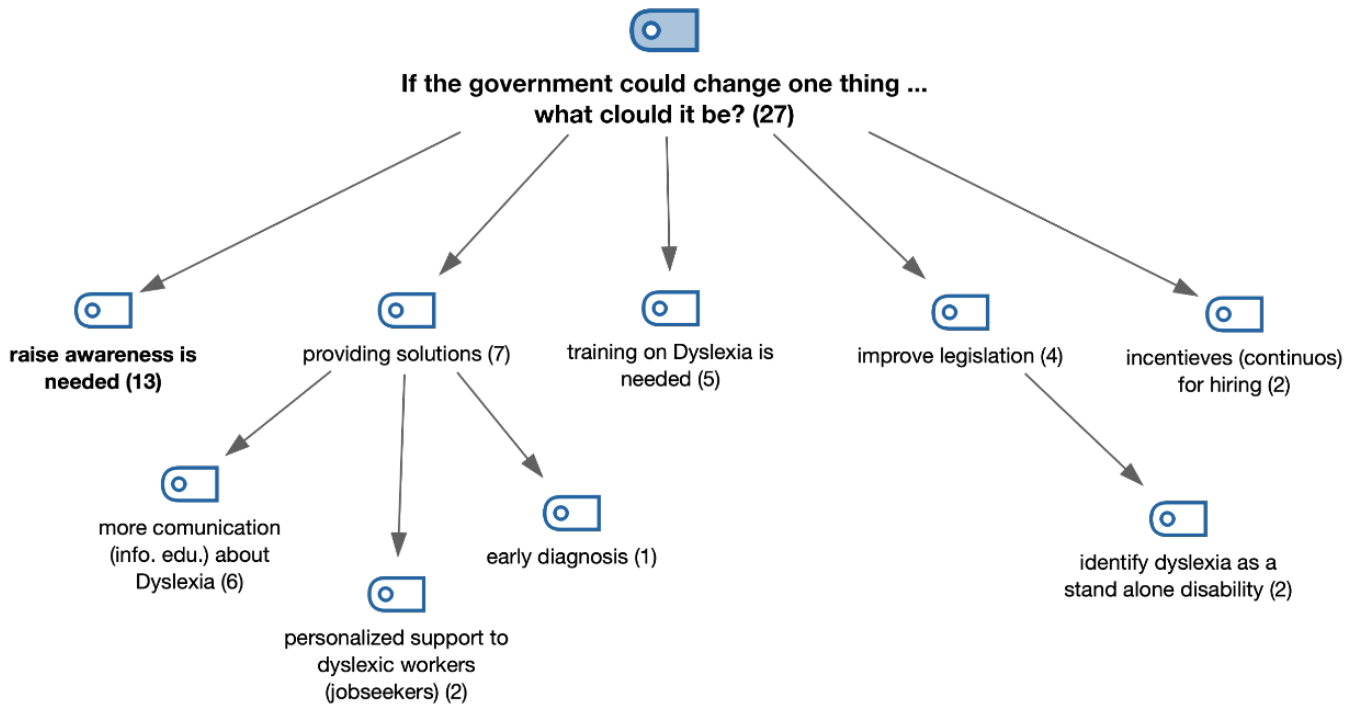 If the government could change one thing ...
what clould it be? (27)
raise awareness is
needed (13)
providing solutions (7)
training on Dyslexia is
needed (5)
improve legislation (4)
incentieves (continuos)
for hiring (2)
more comunication
(info. edu.) about
Dyslexia (6)
personalized support to
dyslexic workers
(jobseekers) (2)
early diagnosis (1)
identify dyslexia as a
stand alone disability (2)